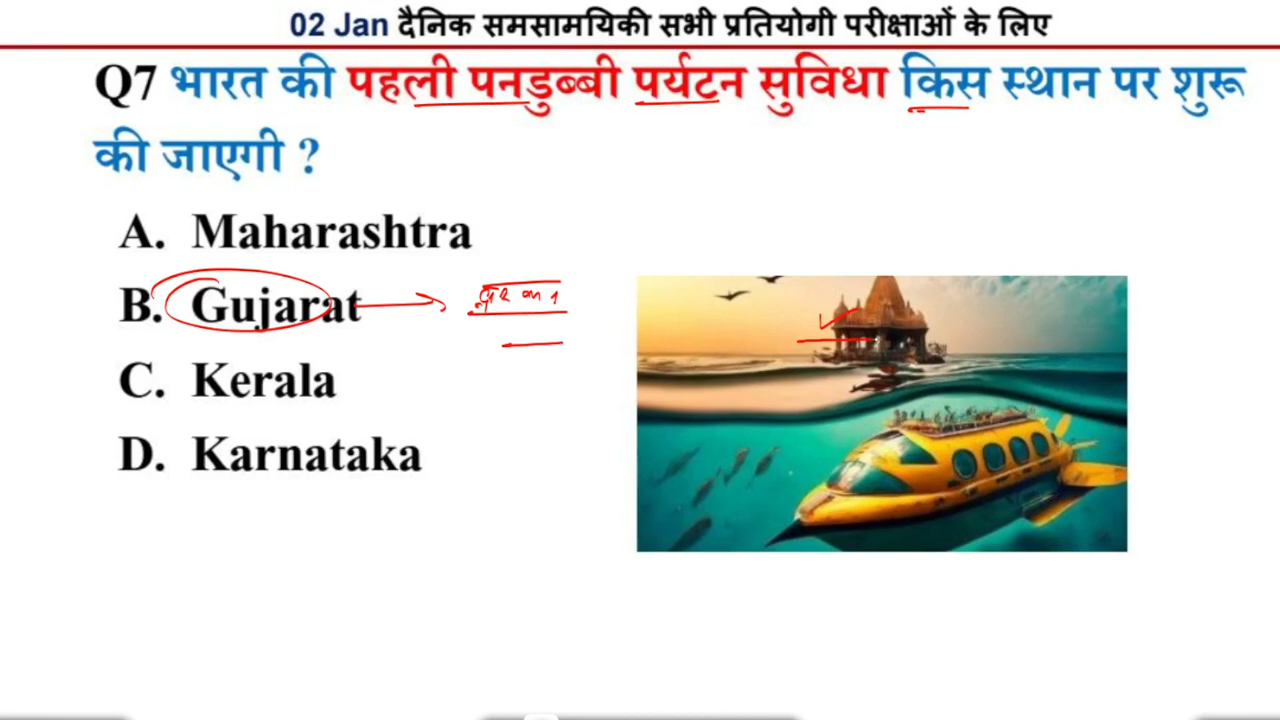 02 Jan दैनिक समसामयिकी सभी प्रतियोगी परीक्षाओं के लिए
Q7 भारत की पहली पनडुब्बी पर्यटन सुविधा किस स्थान पर शुरू
की जाएगी ?
A. Maharashtra
B. Gujarat
C. Kerala
D. Karnataka